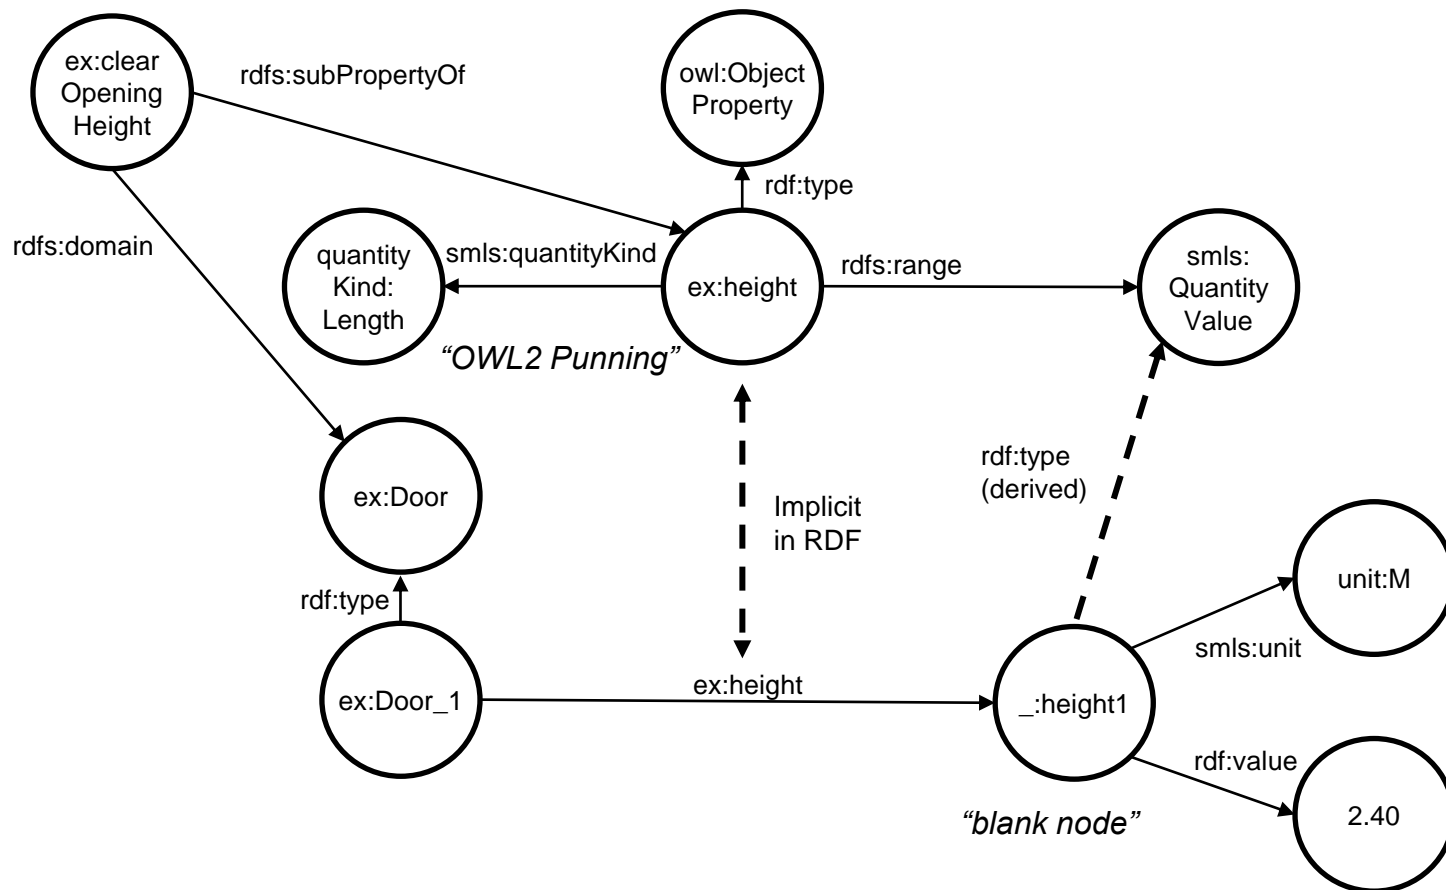 ex:clear
Opening
Height
rdfs:subPropertyOf
owl:Object
Property
rdf:type
rdfs:domain
quantity
Kind:
Length
smls:quantityKind
ex:height
rdfs:range
smls:
Quantity
Value
“OWL2 Punning”
ex:Door
Implicit
in RDF
rdf:type
(derived)
rdf:type
unit:M
smls:unit
ex:Door_1
ex:height
_:height1
rdf:value
2.40
“blank node”